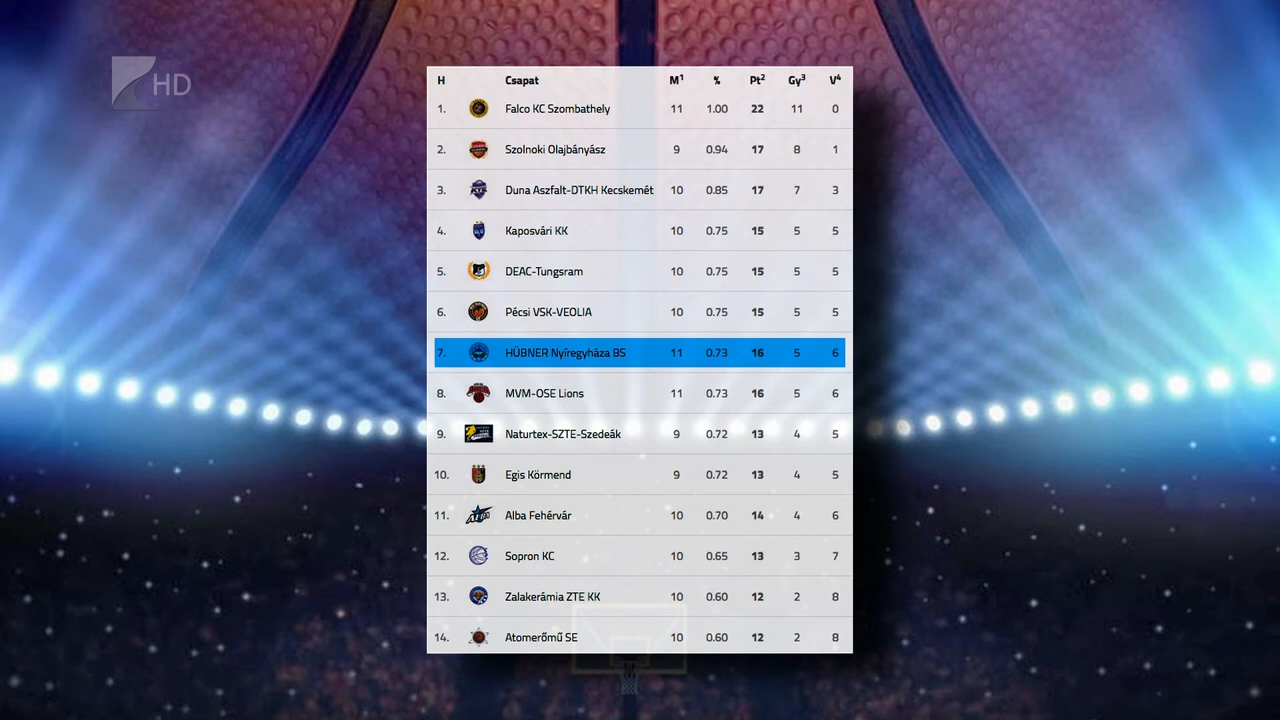 HD
H Csapat M¹ % Pt² Gy³ V⁴
1. Falco KC Szombathely 11 1.00 22 11 0
2. Szolnoki Olajbányász 9 0.94 17 8 1
3. Duna Aszfalt-DTKH Kecskemét 10 0.85 17 7 3
4. Kaposvári KK 10 0.75 15 5 5
5. DEAC-Tungsram 10 0.75 15 5 5
6. Pécsi VSK-VEOLIA 10 0.75 15 5 5
7. HÜBNER Nyíregyháza BS 11 0.73 16 5 6
8. MVM-OSE Lions 11 0.73 16 5 6
9. Naturtex-SZTE-Szedeák 9 0.72 13 4 5
10. Egis Körmend 9 0.72 13 4 5
11. Alba Fehérvár 10 0.70 14 4 6
12. Sopron KC 10 0.65 13 3 7
13. Zalakerámia ZTE KK 10 0.60 12 2 8
14. Atomerőmű SE 10 0.60 12 2 8